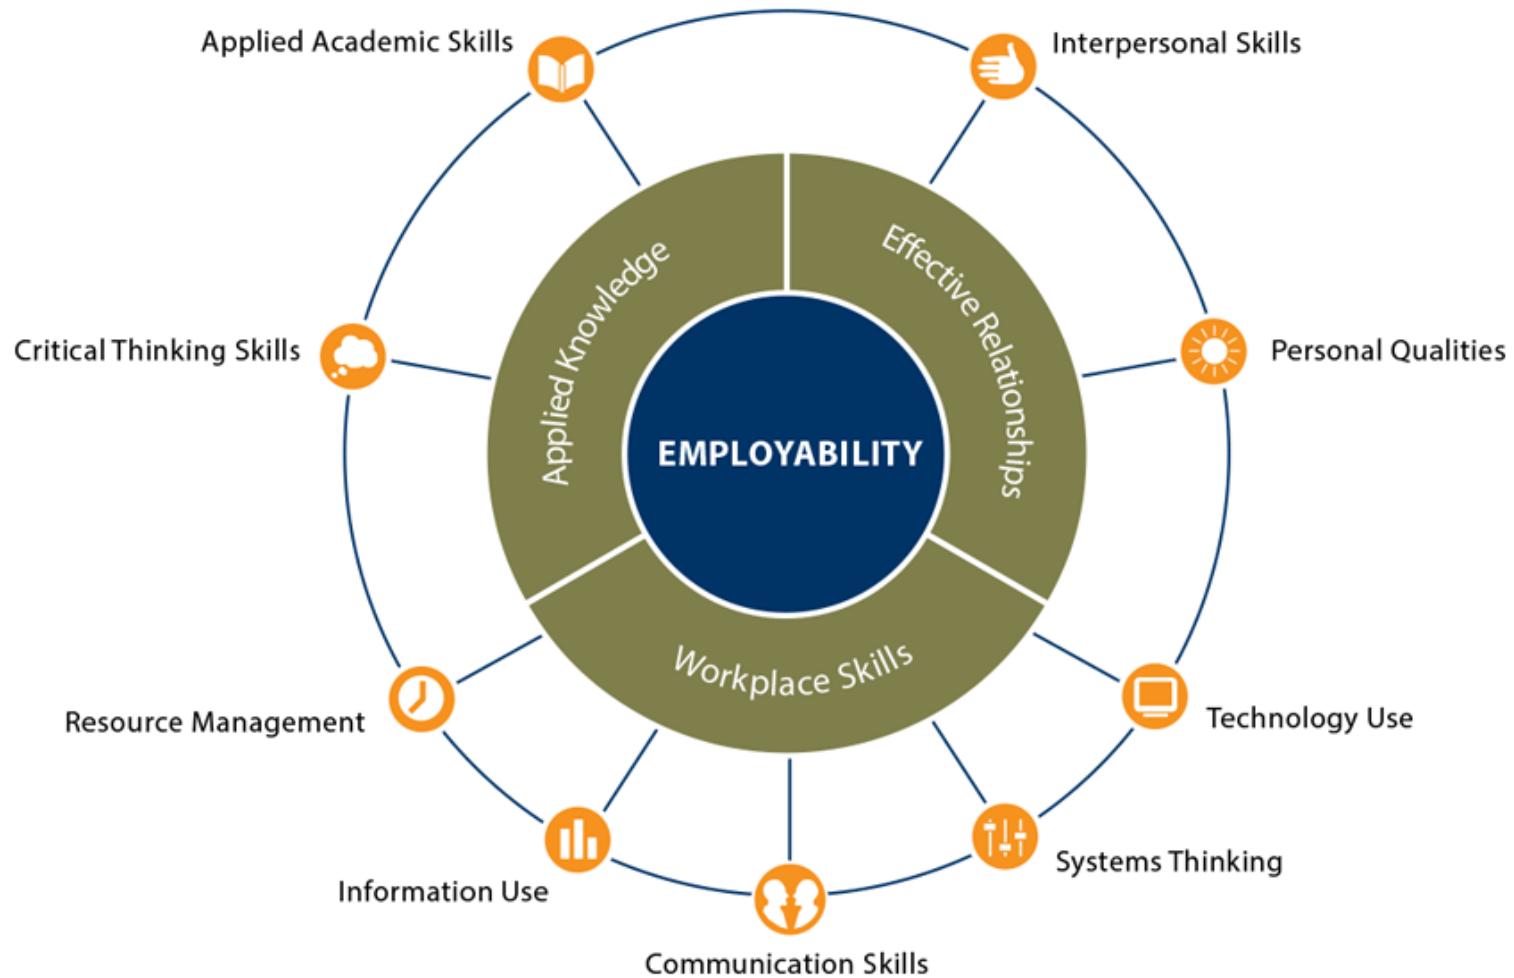 Applied Academic Skills
Interpersonal Skills
Critical Thinking Skills
Personal Qualities
Applied Knowledge
Effective Relationships
EMPLOYABILITY
Workplace Skills
Resource Management
Technology Use
Information Use
Systems Thinking
Communication Skills